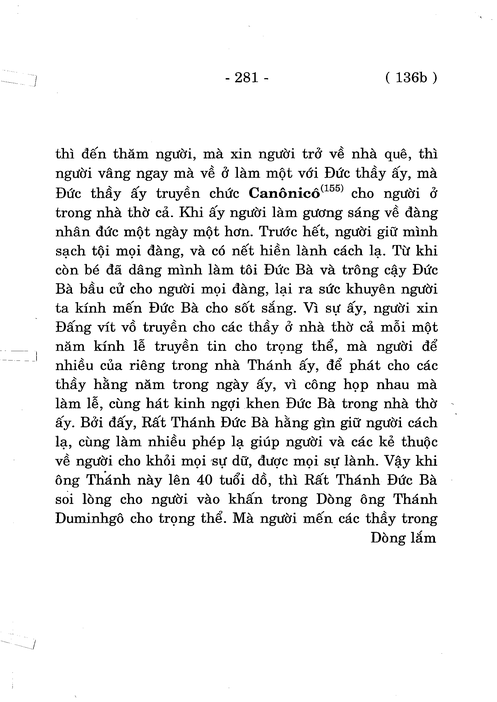 - 281 - ( 136b )
thì đến thăm người, mà xin người trở về nhà quê, thì
người vâng ngay mà về ở làm một với Đức thầy ấy, mà
Đức thầy ấy truyền chức Canônicô(155) cho người ở
trong nhà thờ cả. Khi ấy người làm gương sáng về đàng
nhân đức một ngày một hơn. Trước hết, người giữ mình
sạch tội mọi đàng, và có nết hiền lành cách lạ. Từ khi
còn bé đã dâng mình làm tôi Đức Bà và trông cậy Đức
Bà bầu cử cho người mọi đàng, lại ra sức khuyên người
ta kính mến Đức Bà cho sốt sắng. Vì sự ấy, người xin
Đấng vít vồ truyền cho các thầy ở nhà thờ cả mỗi một
năm kính lễ truyền tin cho trọng thể, mà người để
nhiều của riêng trong nhà Thánh ấy, để phát cho các
thầy hằng năm trong ngày ấy, vì công họp nhau mà
làm lễ, cùng hát kinh ngợi khen Đức Bà trong nhà thờ
ấy. Bởi đấy, Rất Thánh Đức Bà hằng gìn giữ người cách
lạ, cùng làm nhiều phép lạ giúp người và các kẻ thuộc
về người cho khỏi mọi sự dữ, được mọi sự lành. Vậy khi
ông Thánh này lên 40 tuổi dồ, thì Rất Thánh Đức Bà
soi lòng cho người vào khấn trong Dòng ông Thánh
Duminhgô cho trọng thể. Mà người mến các thầy trong
Dòng lắm